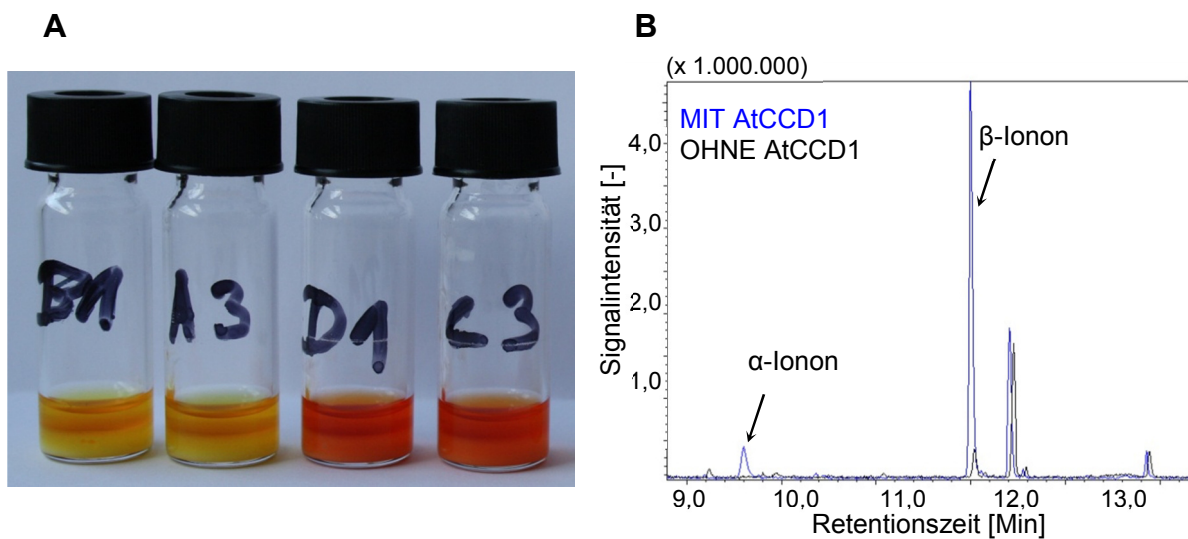 A
B1
A3
D1
C3
B
(x 1.000.000)
MIT AtCCD1
OHNE AtCCD1
β-Ionon
α-Ionon
4,0
3,0
2,0
1,0
Signalintensität [-]
9,0 10,0 11,0 12,0 13,0
Retentionszeit [Min]